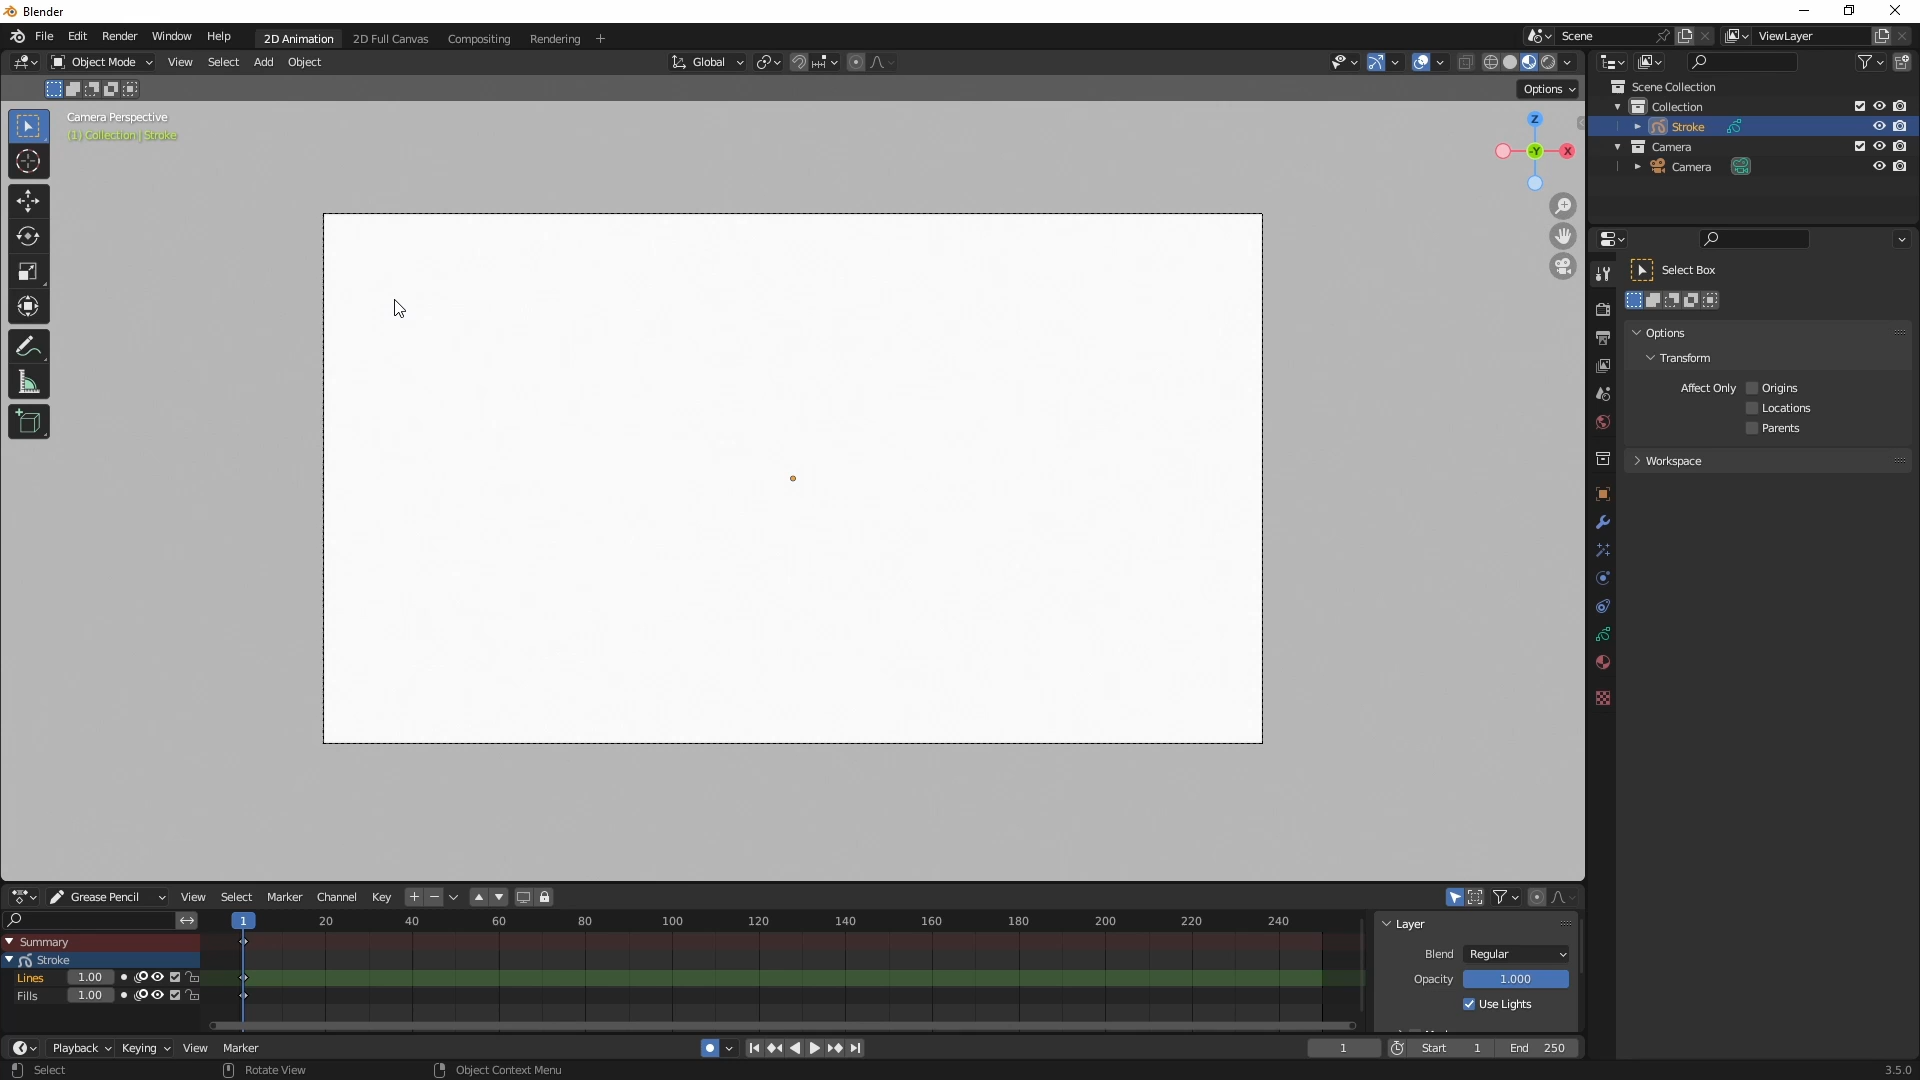 Blender
File Edit Render Window Help 2D Animation 2D Full Canvas Compositing Rendering + Scene ViewLayer
Object Mode View Select Add Object Global
Options
Camera Perspective
(1) Collection | Stroke
Z
-Y X
Scene Collection
Collection
Stroke
Camera
Camera
Select Box
Options
Transform
Affect Only Origins
Locations
Parents
Workspace
Grease Pencil View Select Marker Channel Key
1 20 40 60 80 100 120 140 160 180 200 220 240
Summary
Stroke
Lines 1.00
Fills 1.00
Layer
Blend Regular
Opacity 1.000
Use Lights
Playback Keying View Marker 1 Start 1 End 250
Select Rotate View Object Context Menu 3.5.0